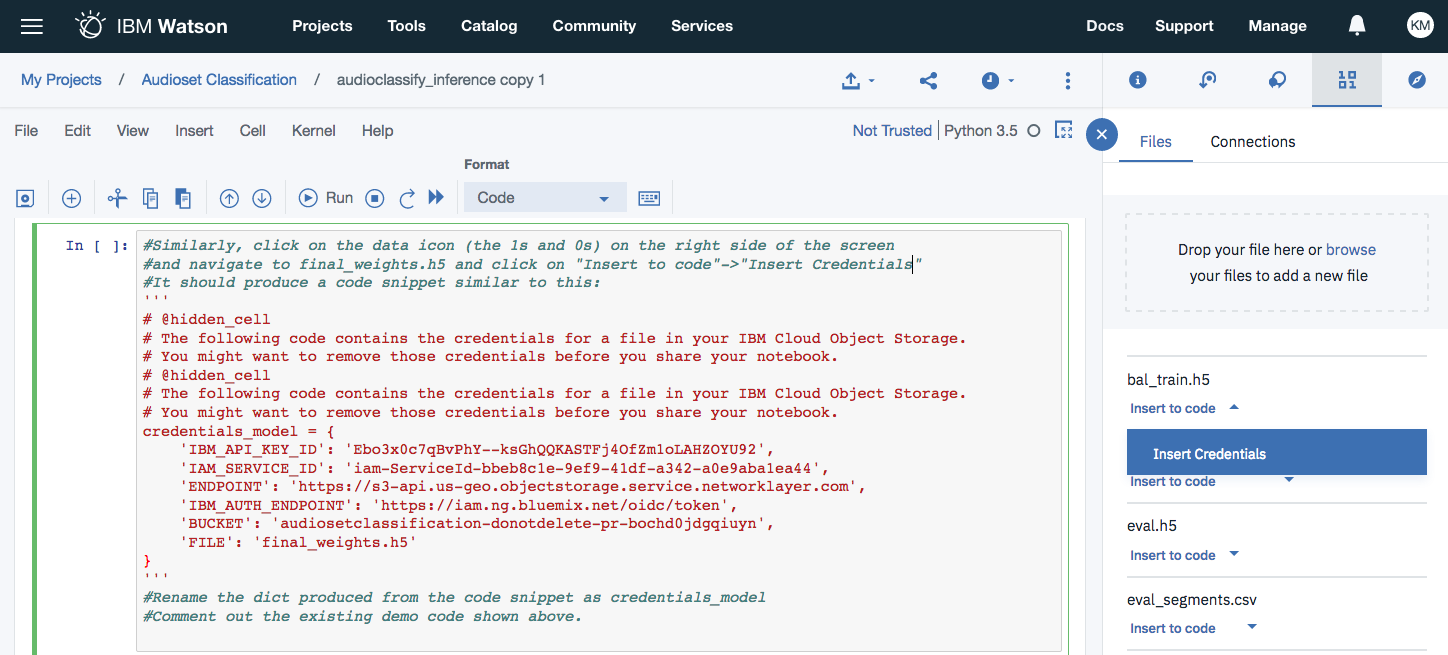 IBM Watson
Projects
Tools
Catalog
Community
Services
Docs
Support
Manage
KM
My Projects / Audioset Classification / audioclassify_inference copy 1
File
Edit
View
Insert
Cell
Kernel
Help
Not Trusted
Python 3.5
Format
Run
Code
In [ ]:
#Similarly, click on the data icon (the 1s and 0s) on the right side of the screen
#and navigate to final_weights.h5 and click on "Insert to code"->"Insert Credentials"
#It should produce a code snippet similar to this:
'''
# @hidden_cell
# The following code contains the credentials for a file in your IBM Cloud Object Storage.
# You might want to remove those credentials before you share your notebook.
# @hidden_cell
# The following code contains the credentials for a file in your IBM Cloud Object Storage.
# You might want to remove those credentials before you share your notebook.
credentials_model = {
'IBM_API_KEY_ID': 'Ebo3x0c7qBvPhY--ksGhQQKASTFj4OfZm1oLAHZOYU92',
'IAM_SERVICE_ID': 'iam-ServiceId-bbeb8c1e-9ef9-41df-a342-a0e9aba1ea44',
'ENDPOINT': 'https://s3-api.us-geo.objectstorage.service.networklayer.com',
'IBM_AUTH_ENDPOINT': 'https://iam.ng.bluemix.net/oidc/token',
'BUCKET': 'audiosetclassification-donotdelete-pr-bochd0jdgqiuyn',
'FILE': 'final_weights.h5'
}
'''
#Rename the dict produced from the code snippet as credentials_model
#Comment out the existing demo code shown above.
Files
Connections
Drop your file here or browse
your files to add a new file
bal_train.h5
Insert to code
Insert Credentials
Insert to code
eval.h5
Insert to code
eval_segments.csv
Insert to code